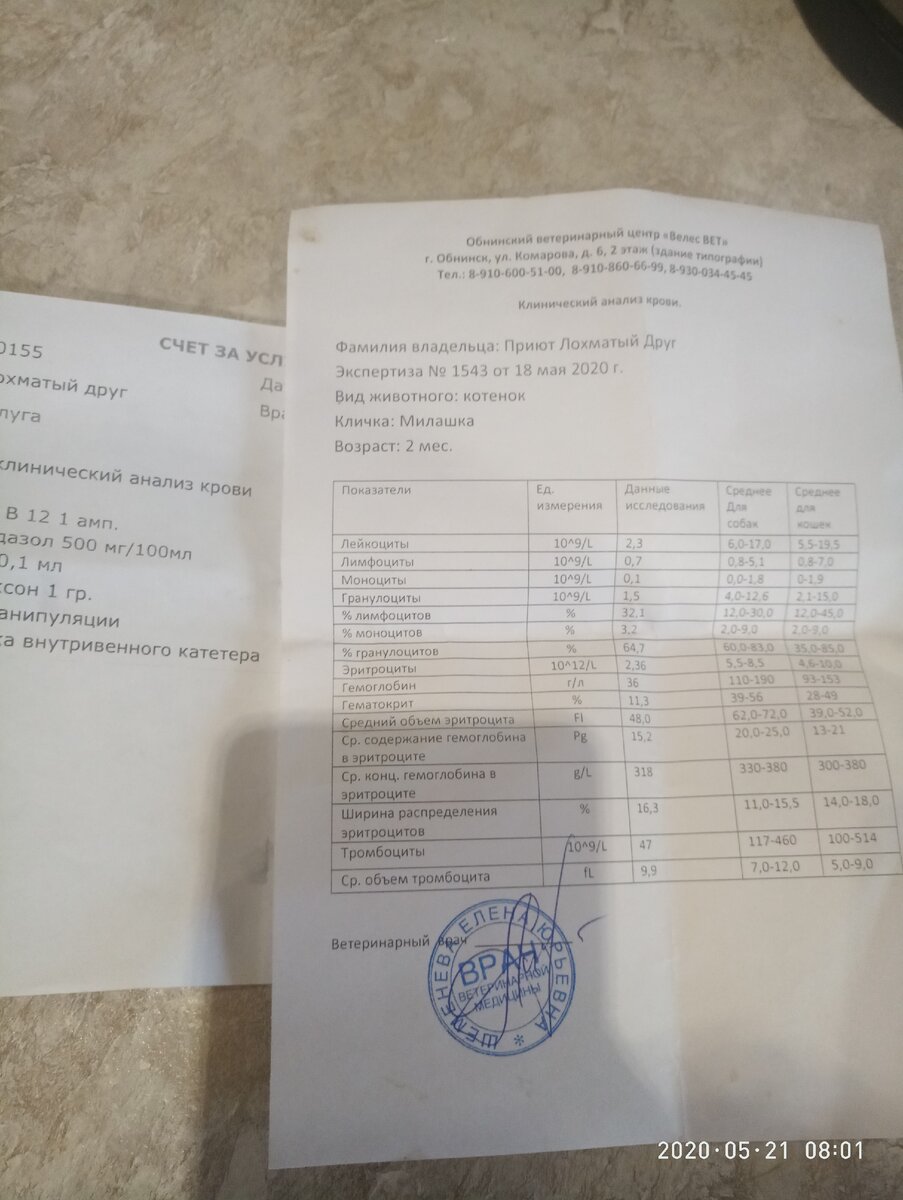 Обнинский ветеринарный центр «Велес ВЕТ»
г. Обнинск, ул. Комарова, д. 6, 2 этаж (здание типографии)
Тел.: 8-910-600-51-00, 8-910-860-66-99, 8-930-034-45-45
Клинический анализ крови.
Фамилия владельца: Приют Лохматый Друг
Экспертиза № 1543 от 18 мая 2020 г.
Вид животного: котенок
Кличка: Милашка
Возраст: 2 мес.
Показатели Ед. измерения Данные исследования Среднее Для собак Среднее для кошек
Лейкоциты 10^9/L 2,3 6,0-17,0 5,5-19,5
Лимфоциты 10^9/L 0,7 0,8-5,1 0,8-7,0
Моноциты 10^9/L 0,1 0,0-1,8 0-1,9
Гранулоциты 10^9/L 1,5 4,0-12,6 2,1-15,0
% лимфоцитов % 32,1 12,0-30,0 12,0-45,0
% моноцитов % 3,2 2,0-9,0 2,0-9,0
% гранулоцитов % 64,7 60,0-83,0 35,0-85,0
Эритроциты 10^12/L 2,36 5,5-8,5 4,6-10,0
Гемоглобин г/л 36 110-190 93-153
Гематокрит % 11,3 39-56 28-49
Средний объем эритроцита Fl 48,0 62,0-72,0 39,0-52,0
Ср. содержание гемоглобина в эритроците Pg 15,2 20,0-25,0 13-21
Ср. конц. гемоглобина в эритроците g/L 318 330-380 300-380
Ширина распределения эритроцитов % 16,3 11,0-15,5 14,0-18,0
Тромбоциты 10^9/L 47 117-460 100-514
Ср. объем тромбоцита fL 9,9 7,0-12,0 5,0-9,0
Ветеринарный врач
ЕЛЕНА ЮРЬЕВНА
ВРАЧ
ВЕТЕРИНАРНОЙ
МЕДИЦИНЫ
0155
СЧЕТ ЗА УСЛ
охматый друг Да
луга Вра
клинический анализ крови
В 12 1 амп.
дазол 500 мг/100мл
0,1 мл
ксон 1 гр.
анипуляции
ка внутривенного катетера
2020·05·21 08:01